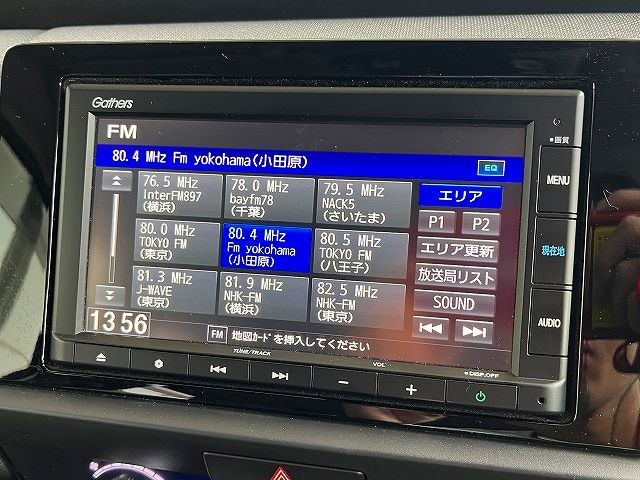 Gathers
FM
80.4 MHz Fm yokohama(小田原)
EQ
76.5 MHz
InterFM897
(横浜)
78.0 MHz
bayfm78
(千葉)
79.5 MHz
NACK5
(さいたま)
エリア
80.0 MHz
TOKYO FM
(東京)
80.4 MHz
Fm yokohama
(小田原)
80.5 MHz
TOKYO FM
(八王子)
P1
P2
エリア更新
81.3 MHz
J-WAVE
(東京)
81.9 MHz
NHK-FM
(横浜)
82.5 MHz
NHK-FM
(東京)
放送局リスト
SOUND
13:56
FM 地図カードを挿入してください
画質
MENU
現在地
AUDIO
TUNE/TRACK
VOL
DISP.OFF